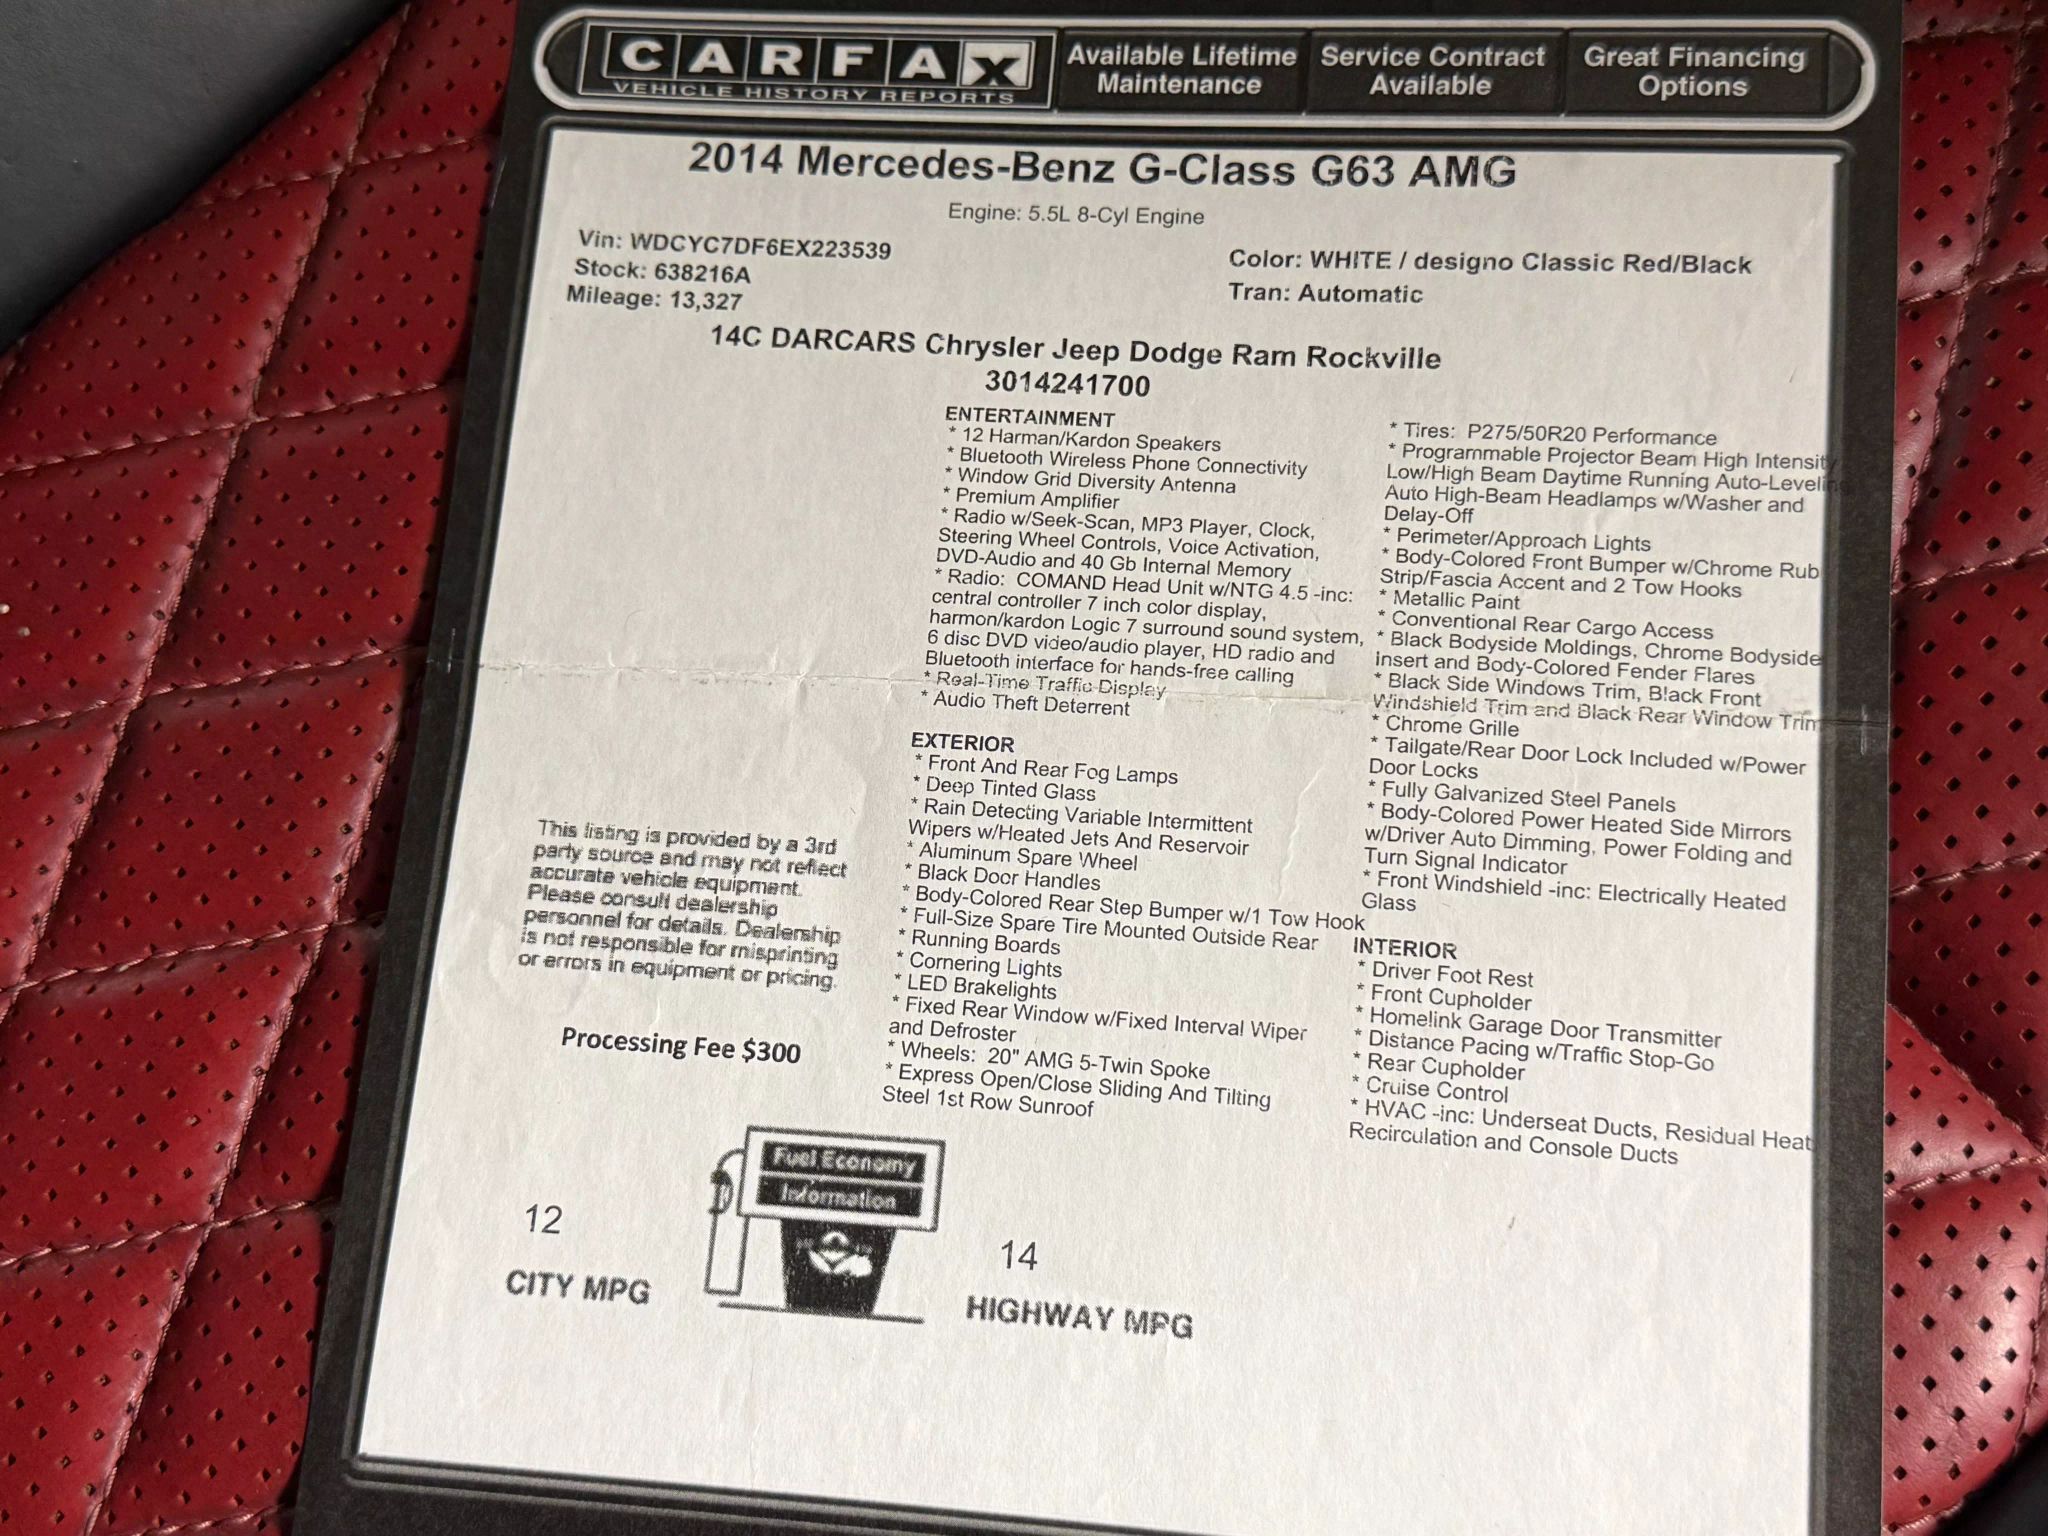 CARFAX
VEHICLE HISTORY REPORTS
Available Lifetime
Maintenance
Service Contract
Available
Great Financing
Options
2014 Mercedes-Benz G-Class G63 AMG
Engine: 5.5L 8-Cyl Engine
Vin: WDCYC7DF6EX223539
Stock: 638216A
Mileage: 13,327
Color: WHITE / designo Classic Red/Black
Tran: Automatic
14C DARCARS Chrysler Jeep Dodge Ram Rockville
3014241700
ENTERTAINMENT
* 12 Harman/Kardon Speakers
* Bluetooth Wireless Phone Connectivity
* Window Grid Diversity Antenna
* Premium Amplifier
* Radio w/Seek-Scan, MP3 Player, Clock,
Steering Wheel Controls, Voice Activation,
DVD-Audio and 40 Gb Internal Memory
* Radio: COMAND Head Unit w/NTG 4.5 -inc:
central controller 7 inch color display,
harmon/kardon Logic 7 surround sound system,
6 disc DVD video/audio player, HD radio and
Bluetooth interface for hands-free calling
* Real-Time Traffic Display
* Audio Theft Deterrent
EXTERIOR
* Front And Rear Fog Lamps
* Deep Tinted Glass
* Rain Detecting Variable Intermittent
Wipers w/Heated Jets And Reservoir
* Aluminum Spare Wheel
* Black Door Handles
* Body-Colored Rear Step Bumper w/1 Tow Hook
* Full-Size Spare Tire Mounted Outside Rear
* Running Boards
* Cornering Lights
* LED Brakelights
* Fixed Rear Window w/Fixed Interval Wiper
and Defroster
* Wheels: 20" AMG 5-Twin Spoke
* Express Open/Close Sliding And Tilting
Steel 1st Row Sunroof
* Tires: P275/50R20 Performance
* Programmable Projector Beam High Intensity
Low/High Beam Daytime Running Auto-Leveling
Auto High-Beam Headlamps w/Washer and
Delay-Off
* Perimeter/Approach Lights
* Body-Colored Front Bumper w/Chrome Rub
Strip/Fascia Accent and 2 Tow Hooks
* Metallic Paint
* Conventional Rear Cargo Access
* Black Bodyside Moldings, Chrome Bodyside
Insert and Body-Colored Fender Flares
* Black Side Windows Trim, Black Front
Windshield Trim and Black Rear Window Trim
* Chrome Grille
* Tailgate/Rear Door Lock Included w/Power
Door Locks
* Fully Galvanized Steel Panels
* Body-Colored Power Heated Side Mirrors
w/Driver Auto Dimming, Power Folding and
Turn Signal Indicator
* Front Windshield -inc: Electrically Heated
Glass
INTERIOR
* Driver Foot Rest
* Front Cupholder
* Homelink Garage Door Transmitter
* Distance Pacing w/Traffic Stop-Go
* Rear Cupholder
* Cruise Control
* HVAC -inc: Underseat Ducts, Residual Heat
Recirculation and Console Ducts
This listing is provided by a 3rd
party source and may not reflect
accurate vehicle equipment.
Please consult dealership
personnel for details. Dealership
is not responsible for misprinting
or errors in equipment or pricing.
Processing Fee $300
Fuel Economy
Information
12
CITY MPG
14
HIGHWAY MPG